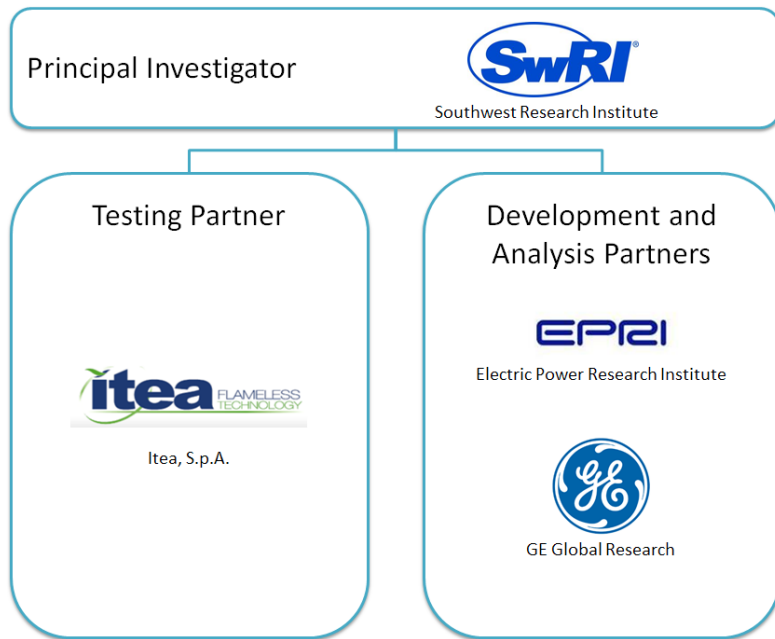 Principal Investigator
SwRI®
Southwest Research Institute
Testing Partner
itea FLAMELESS
TECHNOLOGY
Itea, S.p.A.
Development and
Analysis Partners
EPRI
Electric Power Research Institute
GE
GE Global Research